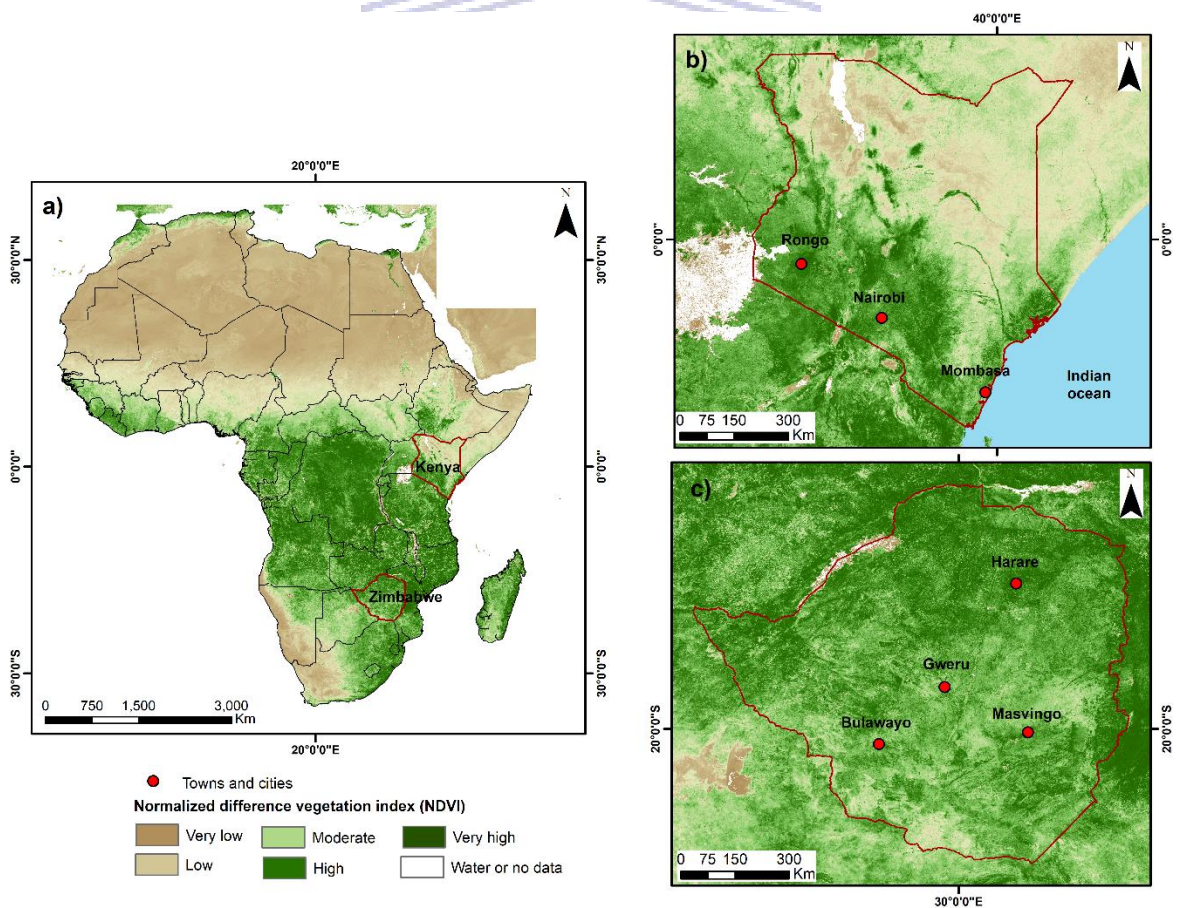 20°0'0"E
a)
N
30°0'0"N
30°0'0"N
0°0'0"
0°0'0"
30°0'0"S
30°0'0"S
Kenya
Zimbabwe
0 750 1,500 3,000
Km
20°0'0"E
40°0'0"E
b)
N
0°0'0"
0°0'0"
Rongo
Nairobi
Mombasa
Indian
ocean
0 75 150 300
Km
c)
N
Harare
Gweru
Bulawayo
Masvingo
20°0'0"S
20°0'0"S
0 75 150 300
Km
30°0'0"E
Towns and cities
Normalized difference vegetation index (NDVI)
Very low Moderate Very high
Low High Water or no data